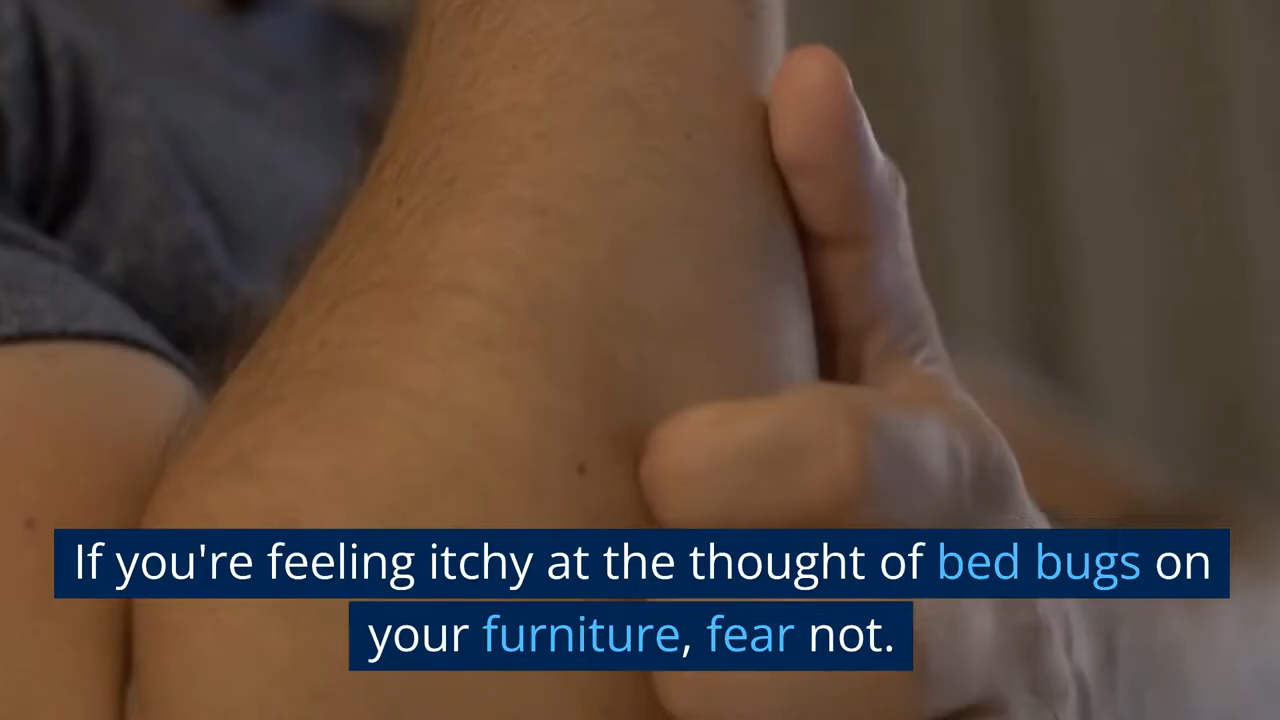 If you're feeling itchy at the thought of bed bugs on
your furniture, fear not.